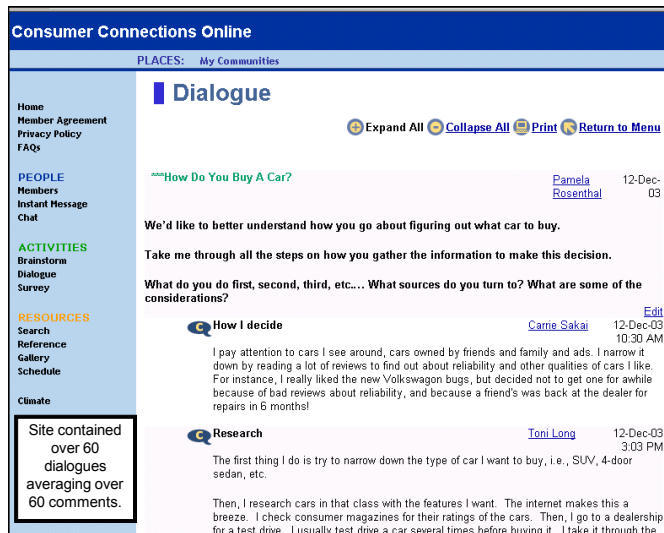 Consumer Connections Online
PLACES: My Communities
Home
Member Agreement
Privacy Policy
FAQs
PEOPLE
Members
Instant Message
Chat
ACTIVITIES
Brainstorm
Dialogue
Survey
RESOURCES
Search
Reference
Gallery
Schedule
Climate
Site contained
over 60
dialogues
averaging over
60 comments.
Dialogue
Expand All Collapse All Print Return to Menu
***How Do You Buy A Car? Pamela 12-Dec-
Rosenthal 03
We'd like to better understand how you go about figuring out what car to buy.
Take me through all the steps on how you gather the information to make this decision.
What do you do first, second, third, etc.... What sources do you turn to? What are some of the
considerations?
Edit
How I decide Carrie Sakai 12-Dec-03
10:30 AM
I pay attention to cars I see around, cars owned by friends and family and ads. I narrow it
down by reading a lot of reviews to find out about reliability and other qualities of cars I like.
For instance, I really liked the new Volkswagon bugs, but decided not to get one for awhile
because of bad reviews about reliability, and because a friend's was back at the dealer for
repairs in 6 months!
Research Toni Long 12-Dec-03
3:03 PM
The first thing I do is try to narrow down the type of car I want to buy, i.e., SUV, 4-door
sedan, etc.
Then, I research cars in that class with the features I want. The internet makes this a
breeze. I check consumer magazines for their ratings of the cars. Then, I go to a dealership
for a test drive. I usually test drive a car several times before buying it. I take it through the